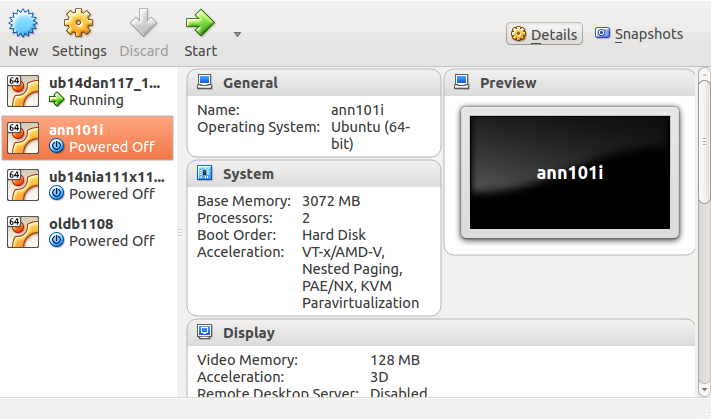 New
Settings
Discard
Start
Details
Snapshots
64
ub14dan117_1...
Running
64
ann101i
Powered Off
64
ub14nia111x11...
Powered Off
64
oldb1108
Powered Off
General
Name: ann101i
Operating System: Ubuntu (64-
bit)
System
Base Memory: 3072 MB
Processors: 2
Boot Order: Hard Disk
Acceleration: VT-x/AMD-V,
Nested Paging,
PAE/NX, KVM
Paravirtualization
Display
Video Memory: 128 MB
Acceleration: 3D
Remote Desktop Server: Disabled
Preview
ann101i